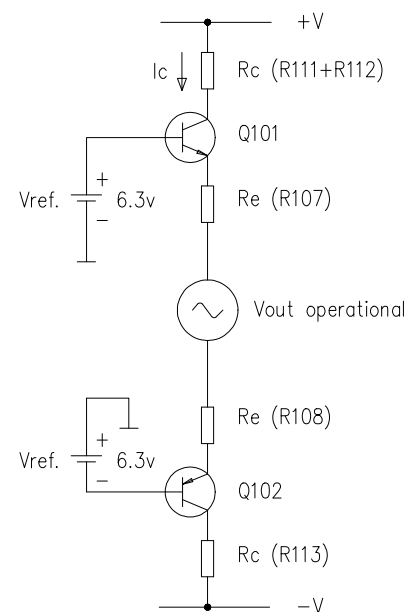 +V
Ic
Rc (R111+R112)
Q101
+
Vref. 6.3v
-
Re (R107)
Vout operational
Re (R108)
+
Vref. 6.3v
-
Q102
Rc (R113)
-V